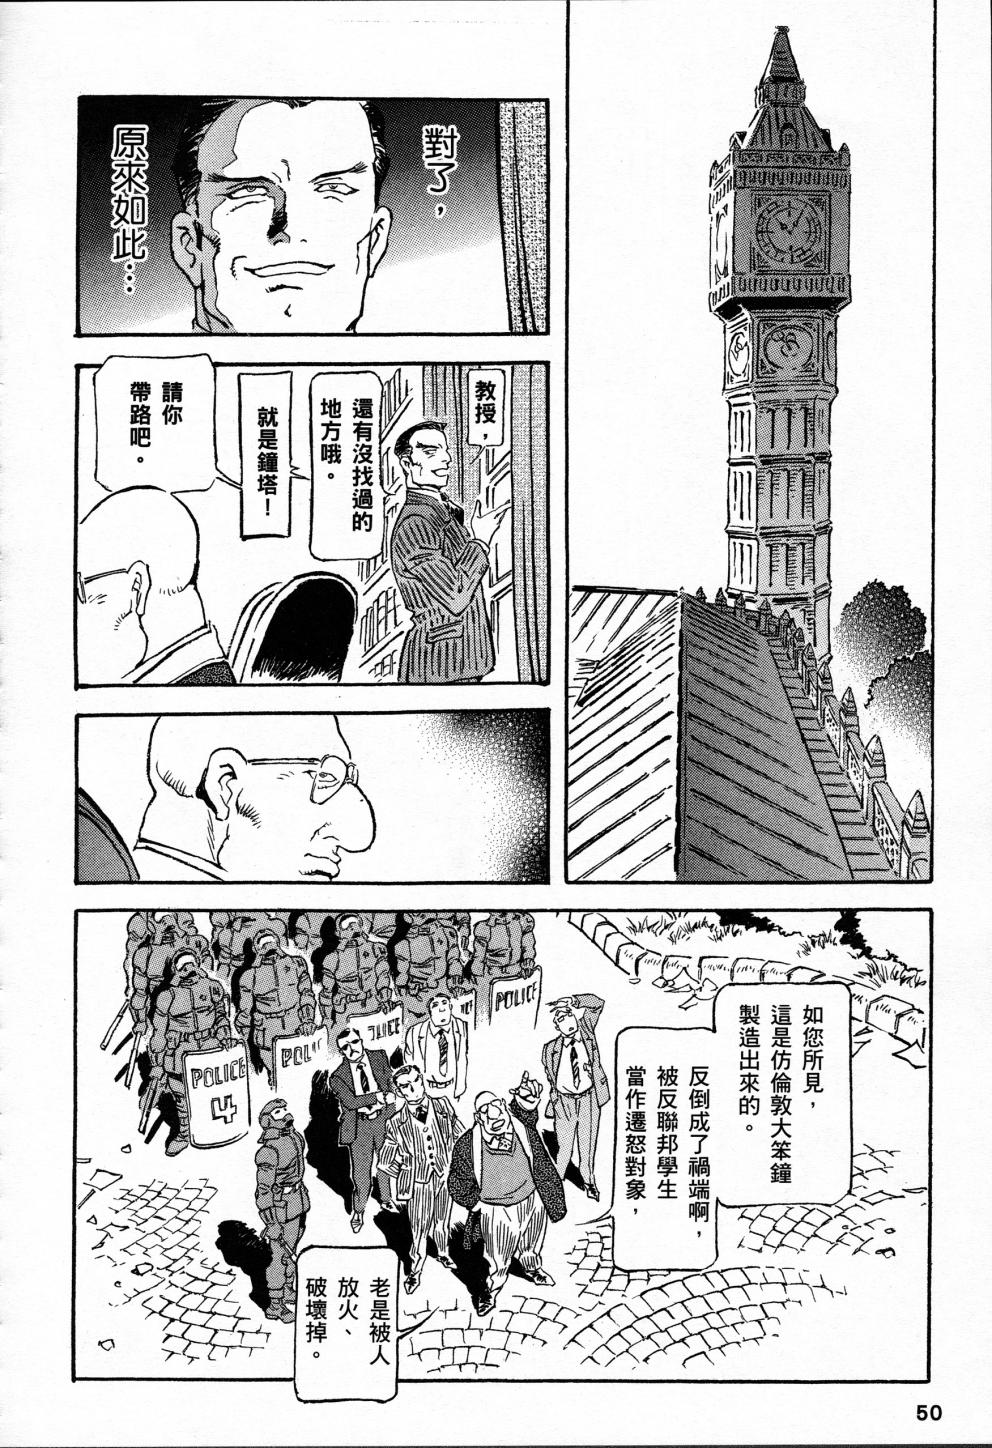 對了，
原來如此…
教授，
還有沒找過的
地方哦。
就是鐘塔！
請你
帶路吧。
如您所見，
這是仿倫敦大笨鐘
製造出來的。
反倒成了禍端啊，
被反聯邦學生
當作遷怒對象，
老是被人
放火、
破壞掉。
POLICE
4
POLICE
POLICE
50